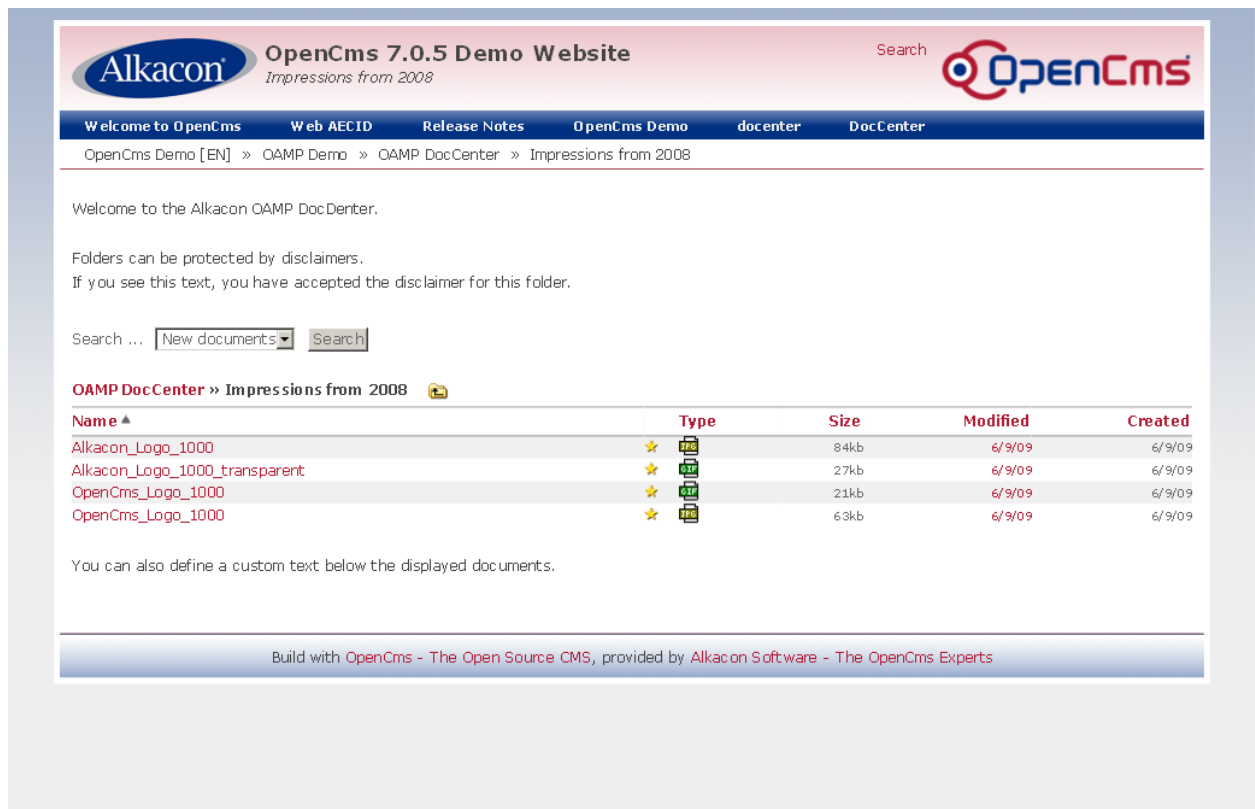 Alkacon
OpenCms 7.0.5 Demo Website
Impressions from 2008
Search
OpenCms
Welcome to OpenCms Web AECID Release Notes OpenCms Demo docenter DocCenter
OpenCms Demo [EN] » OAMP Demo » OAMP DocCenter » Impressions from 2008
Welcome to the Alkacon OAMP DocDenter.
Folders can be protected by disclaimers.
If you see this text, you have accepted the disclaimer for this folder.
Search ... New documents Search
OAMP DocCenter » Impressions from 2008
Name Type Size Modified Created
Alkacon_Logo_1000 JPG 84kb 6/9/09 6/9/09
Alkacon_Logo_1000_transparent GIF 27kb 6/9/09 6/9/09
OpenCms_Logo_1000 GIF 21kb 6/9/09 6/9/09
OpenCms_Logo_1000 JPG 63kb 6/9/09 6/9/09
You can also define a custom text below the displayed documents.
Build with OpenCms - The Open Source CMS, provided by Alkacon Software - The OpenCms Experts